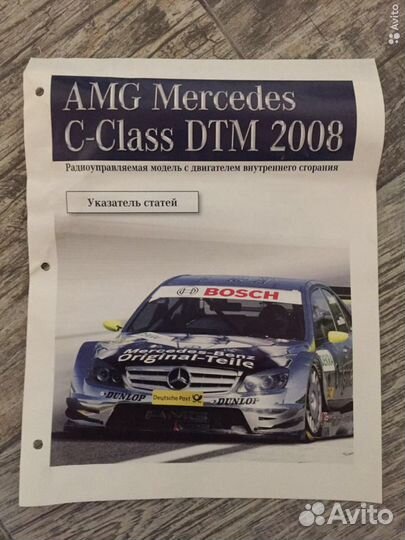 Avito
AMG Mercedes
C-Class DTM 2008
Радиоуправляемая модель с двигателем внутреннего сгорания
Указатель статей
BOSCH
Mercedes-Benz
Original-Teile
Deutsche Post
DUNLOP
AMG
DUNLOP
Avito